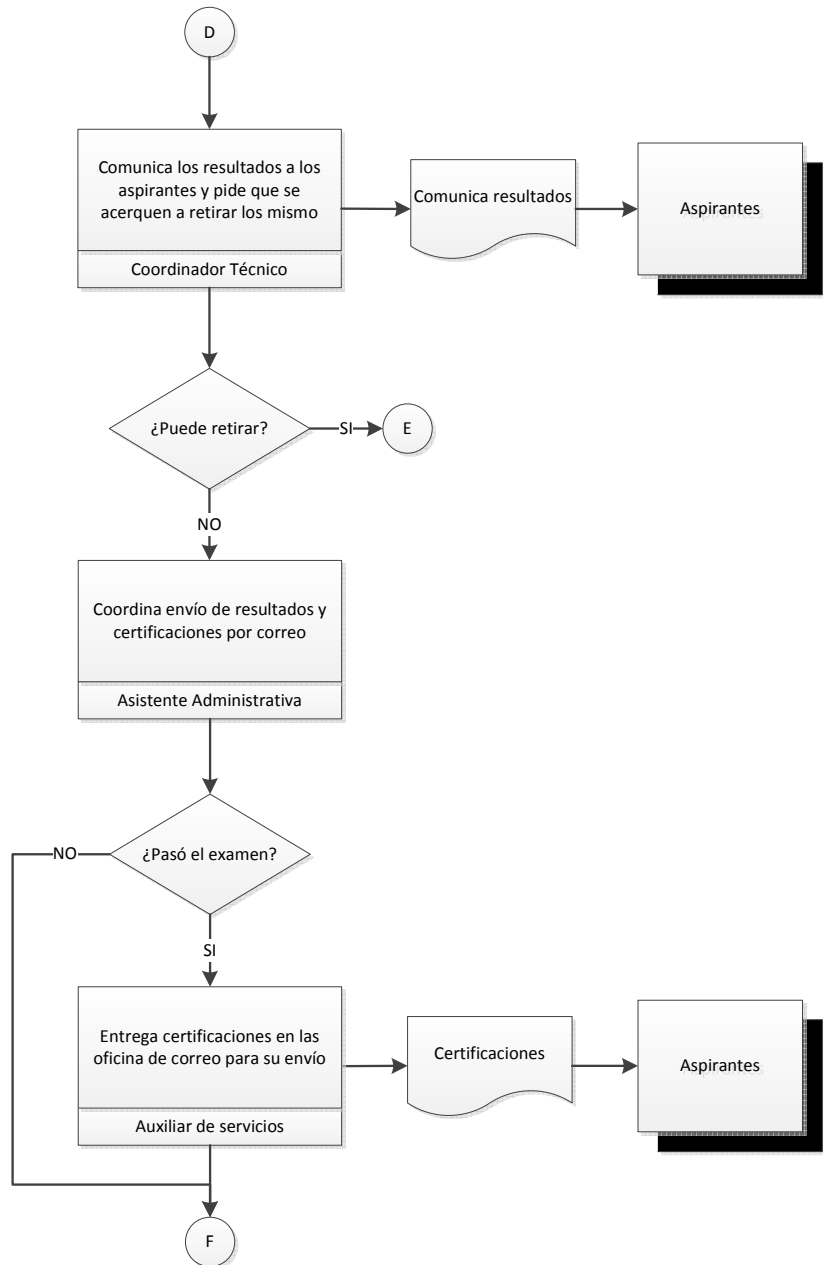 D
Comunica los resultados a los
aspirantes y pide que se
acerquen a retirar los mismo
Coordinador Técnico
Comunica resultados
Aspirantes
¿Puede retirar?
SI
E
NO
Coordina envío de resultados y
certificaciones por correo
Asistente Administrativa
¿Pasó el examen?
NO
SI
Entrega certificaciones en las
oficina de correo para su envío
Auxiliar de servicios
Certificaciones
Aspirantes
F